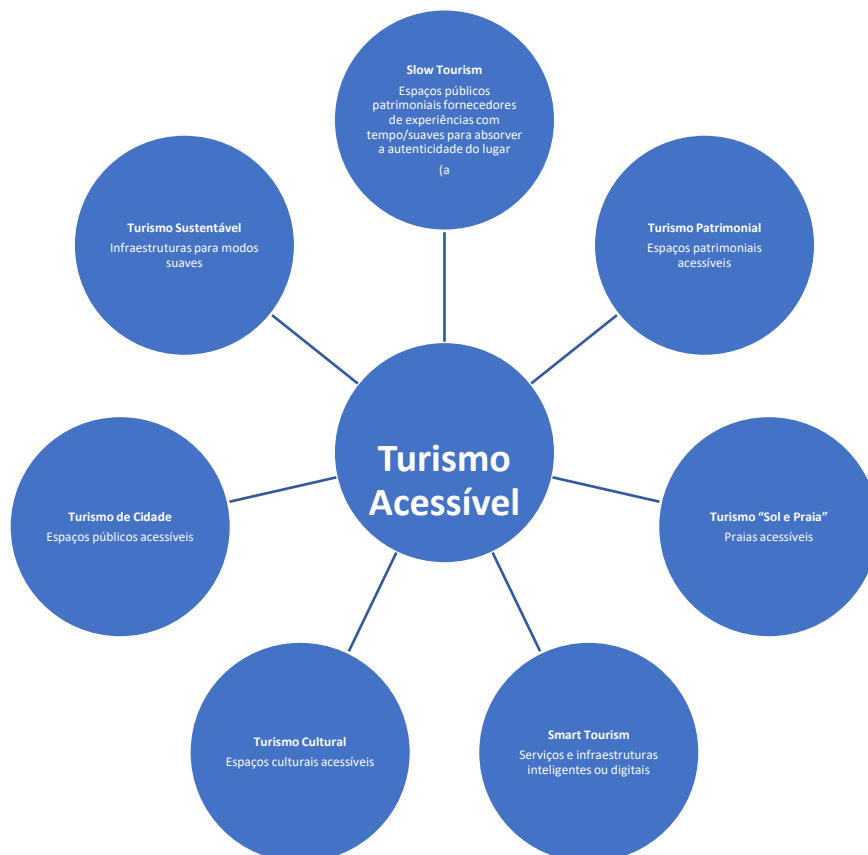 Slow Tourism
Espaços públicos
patrimoniais fornecedores
de experiências com
tempo/suaves para absorver
a autenticidade do lugar
(a
Turismo Patrimonial
Espaços patrimoniais
acessíveis
Turismo “Sol e Praia”
Praias acessíveis
Smart Tourism
Serviços e infraestruturas
inteligentes ou digitais
Turismo Cultural
Espaços culturais acessíveis
Turismo de Cidade
Espaços públicos acessíveis
Turismo Sustentável
Infraestruturas para modos
suaves
Turismo
Acessível